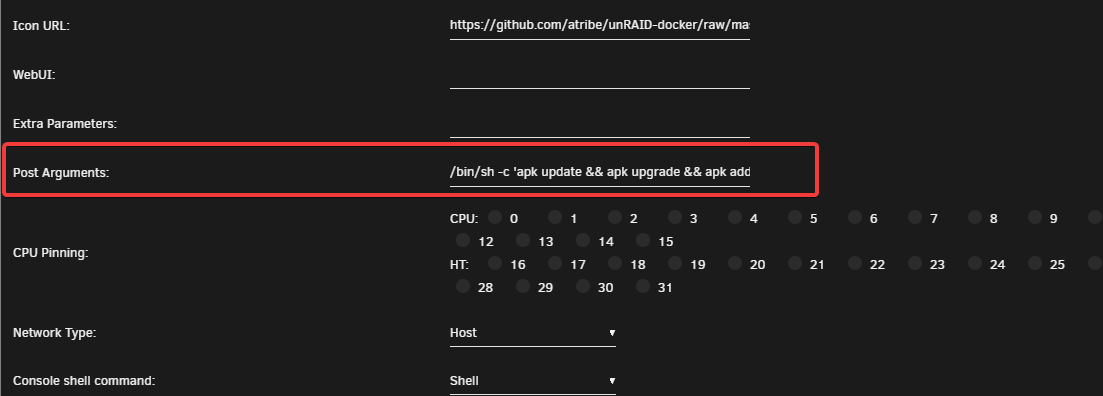 Icon URL: https://github.com/atribe/unRAID-docker/raw/mas
WebUI:
Extra Parameters:
Post Arguments: /bin/sh -c 'apk update && apk upgrade && apk add
CPU Pinning:
CPU: 0 1 2 3 4 5 6 7 8 9
12 13 14 15
HT: 16 17 18 19 20 21 22 23 24 25
28 29 30 31
Network Type: Host
Console shell command: Shell